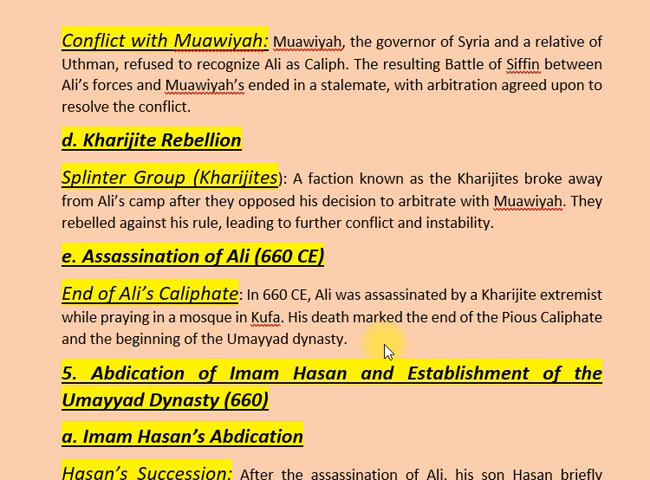 Conflict with Muawiyah: Muawiyah, the governor of Syria and a relative of
Uthman, refused to recognize Ali as Caliph. The resulting Battle of Siffin between
Ali's forces and Muawiyah's ended in a stalemate, with arbitration agreed upon to
resolve the conflict.
d. Kharijite Rebellion
Splinter Group (Kharijites): A faction known as the Kharijites broke away
from Ali's camp after they opposed his decision to arbitrate with Muawiyah. They
rebelled against his rule, leading to further conflict and instability.
e. Assassination of Ali (660 CE)
End of Ali's Caliphate: In 660 CE, Ali was assassinated by a Kharijite extremist
while praying in a mosque in Kufa. His death marked the end of the Pious Caliphate
and the beginning of the Umayyad dynasty.
5. Abdication of Imam Hasan and Establishment of the
Umayyad Dynasty (660)
a. Imam Hasan's Abdication
Hasan's Succession: After the assassination of Ali, his son Hasan briefly